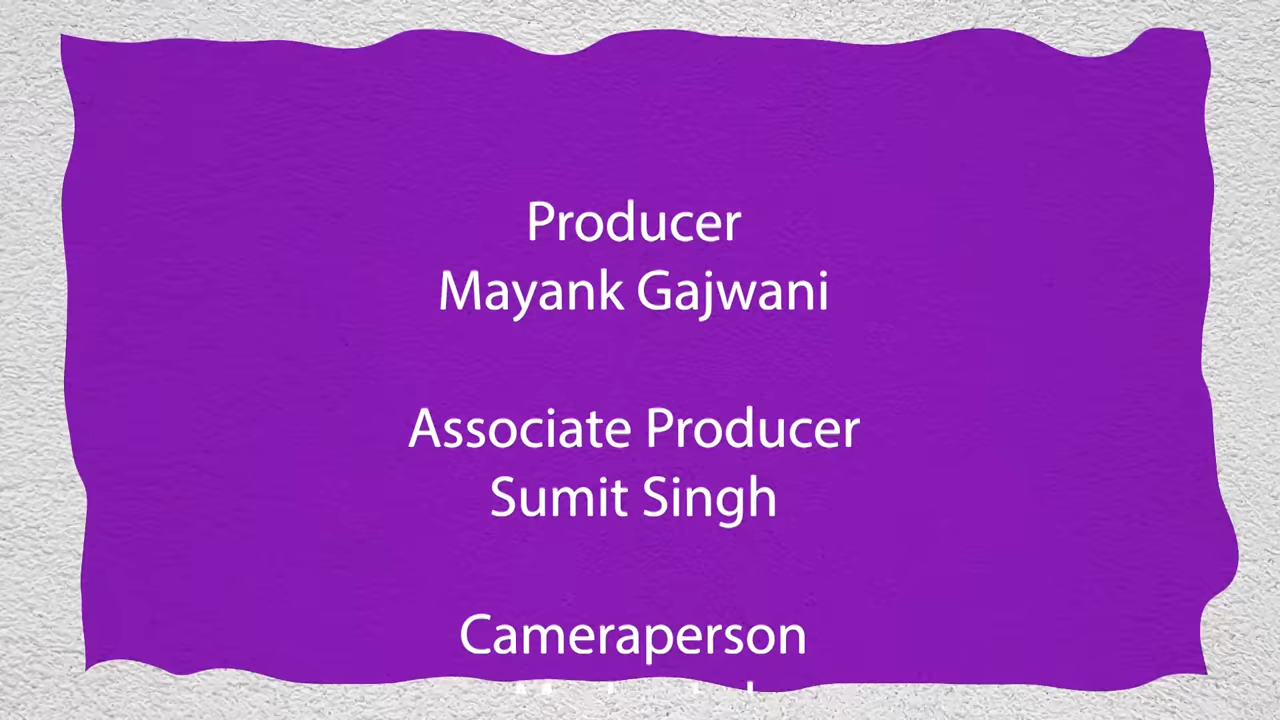 Producer
Mayank Gajwani
Associate Producer
Sumit Singh
Cameraperson